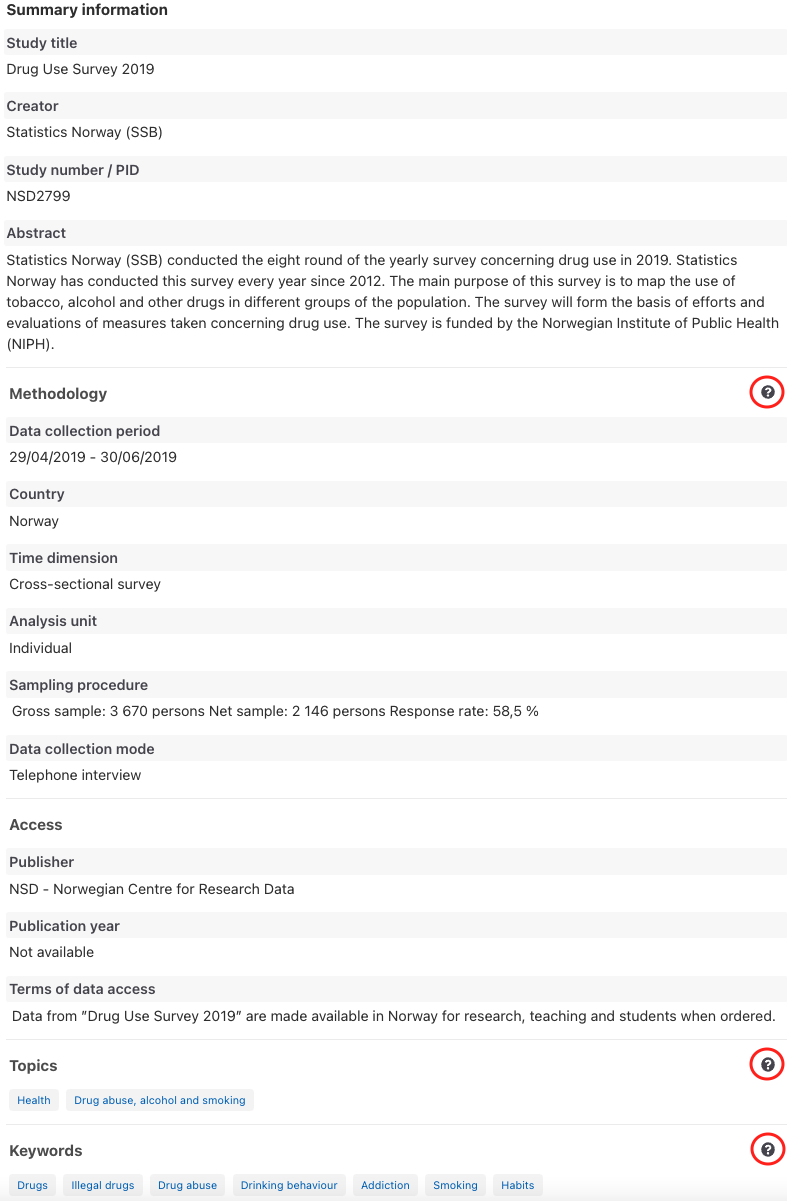 Summary information
Study title
Drug Use Survey 2019
Creator
Statistics Norway (SSB)
Study number / PID
NSD2799
Abstract
Statistics Norway (SSB) conducted the eight round of the yearly survey concerning drug use in 2019. Statistics
Norway has conducted this survey every year since 2012. The main purpose of this survey is to map the use of
tobacco, alcohol and other drugs in different groups of the population. The survey will form the basis of efforts and
evaluations of measures taken concerning drug use. The survey is funded by the Norwegian Institute of Public Health
(NIPH).
Methodology ?
Data collection period
29/04/2019 - 30/06/2019
Country
Norway
Time dimension
Cross-sectional survey
Analysis unit
Individual
Sampling procedure
Gross sample: 3 670 persons Net sample: 2 146 persons Response rate: 58,5 %
Data collection mode
Telephone interview
Access
Publisher
NSD - Norwegian Centre for Research Data
Publication year
Not available
Terms of data access
Data from ”Drug Use Survey 2019” are made available in Norway for research, teaching and students when ordered.
Topics ?
Health Drug abuse, alcohol and smoking
Keywords ?
Drugs Illegal drugs Drug abuse Drinking behaviour Addiction Smoking Habits